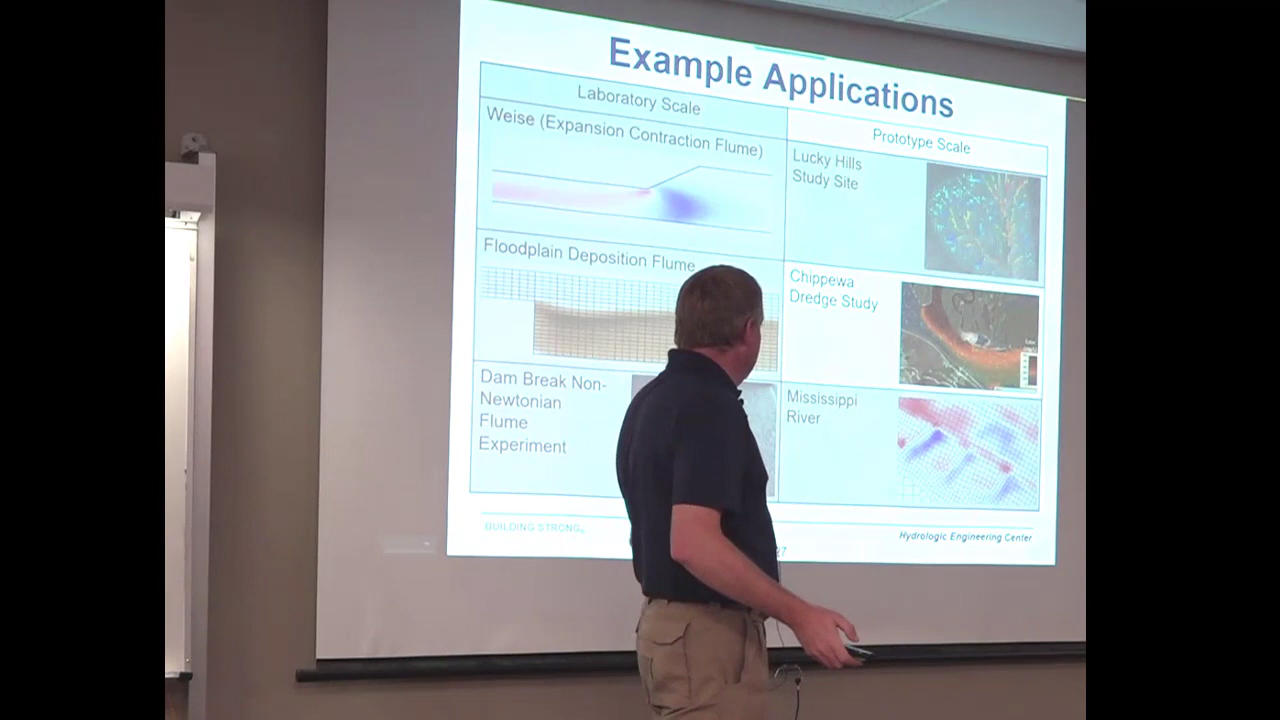 Example Applications
Laboratory Scale
Prototype Scale
Weise (Expansion Contraction Flume)
Lucky Hills
Study Site
Floodplain Deposition Flume
Chippewa
Dredge Study
Dam Break Non-
Newtonian
Flume
Experiment
Mississippi
River
BUILDING STRONG®
27
Hydrologic Engineering Center